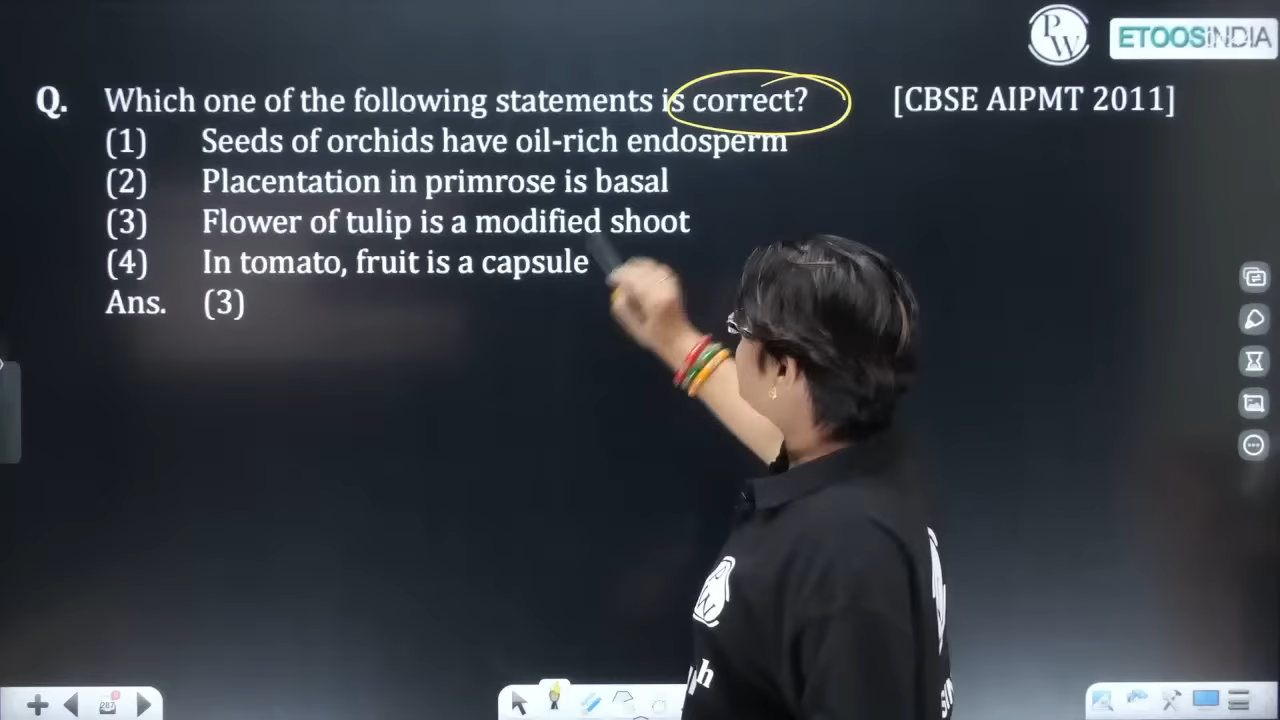 PW
ETOOSINDIA
Q. Which one of the following statements is correct? [CBSE AIPMT 2011]
(1) Seeds of orchids have oil-rich endosperm
(2) Placentation in primrose is basal
(3) Flower of tulip is a modified shoot
(4) In tomato, fruit is a capsule
Ans. (3)
287